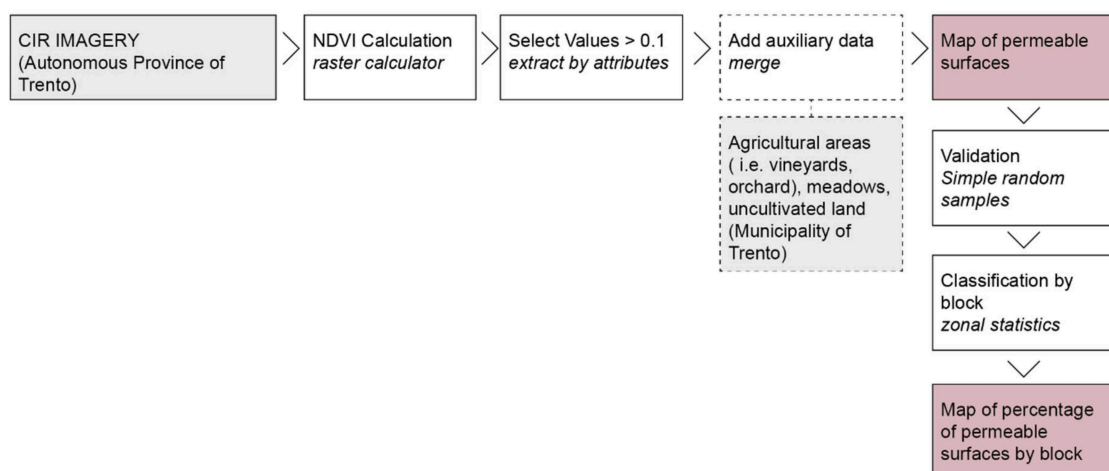 CIR IMAGERY
(Autonomous Province of
Trento)
NDVI Calculation
raster calculator
Select Values > 0.1
extract by attributes
Add auxiliary data
merge
Agricultural areas
( i.e. vineyards,
orchard), meadows,
uncultivated land
(Municipality of
Trento)
Map of permeable
surfaces
Validation
Simple random
samples
Classification by
block
zonal statistics
Map of percentage
of permeable
surfaces by block